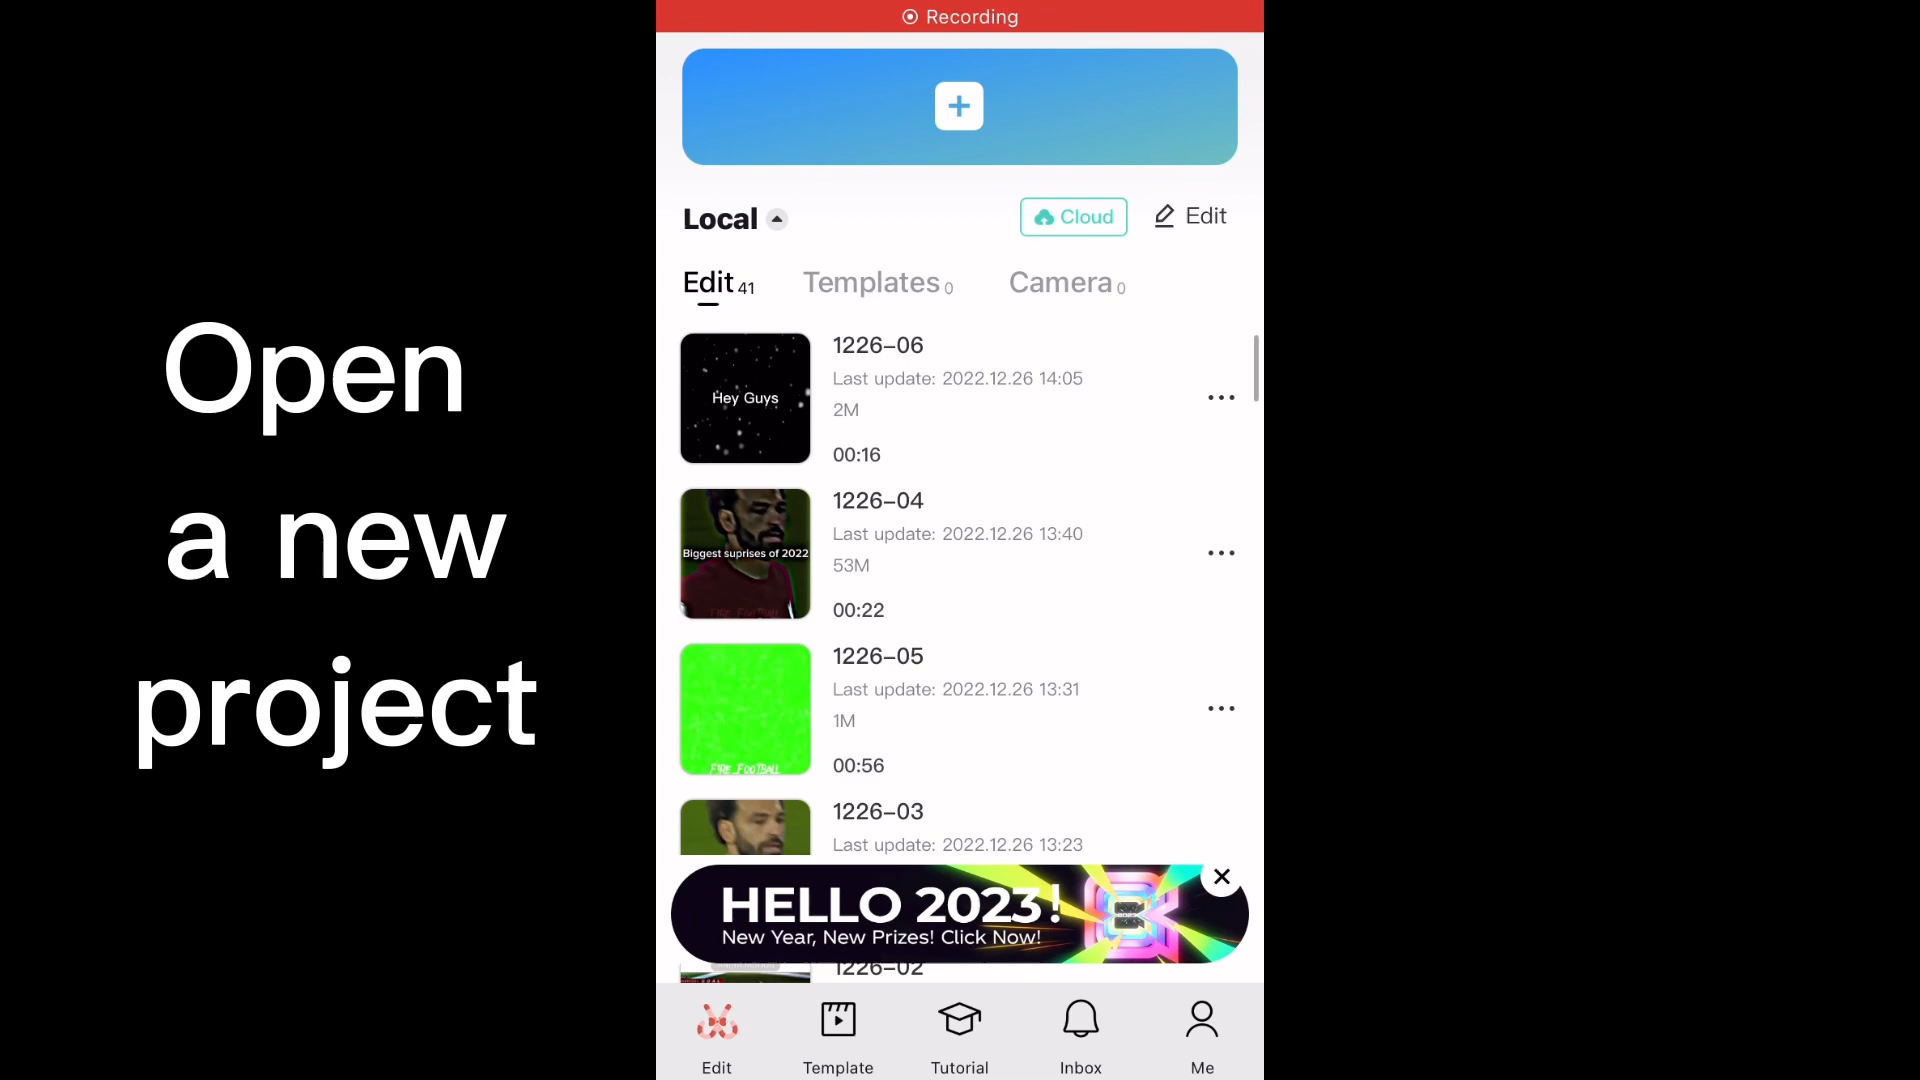 Recording
Open
a new
project
Local
Cloud
Edit
Edit 41
Templates 0
Camera 0
1226-06
Last update: 2022.12.26 14:05
2M
00:16
Hey Guys
1226-04
Last update: 2022.12.26 13:40
53M
00:22
Biggest suprises of 2022
FIRE FOOTBALL
1226-05
Last update: 2022.12.26 13:31
1M
00:56
FIRE FOOTBALL
1226-03
Last update: 2022.12.26 13:23
HELLO 2023!
New Year, New Prizes! Click Now!
1226-02
Edit
Template
Tutorial
Inbox
Me